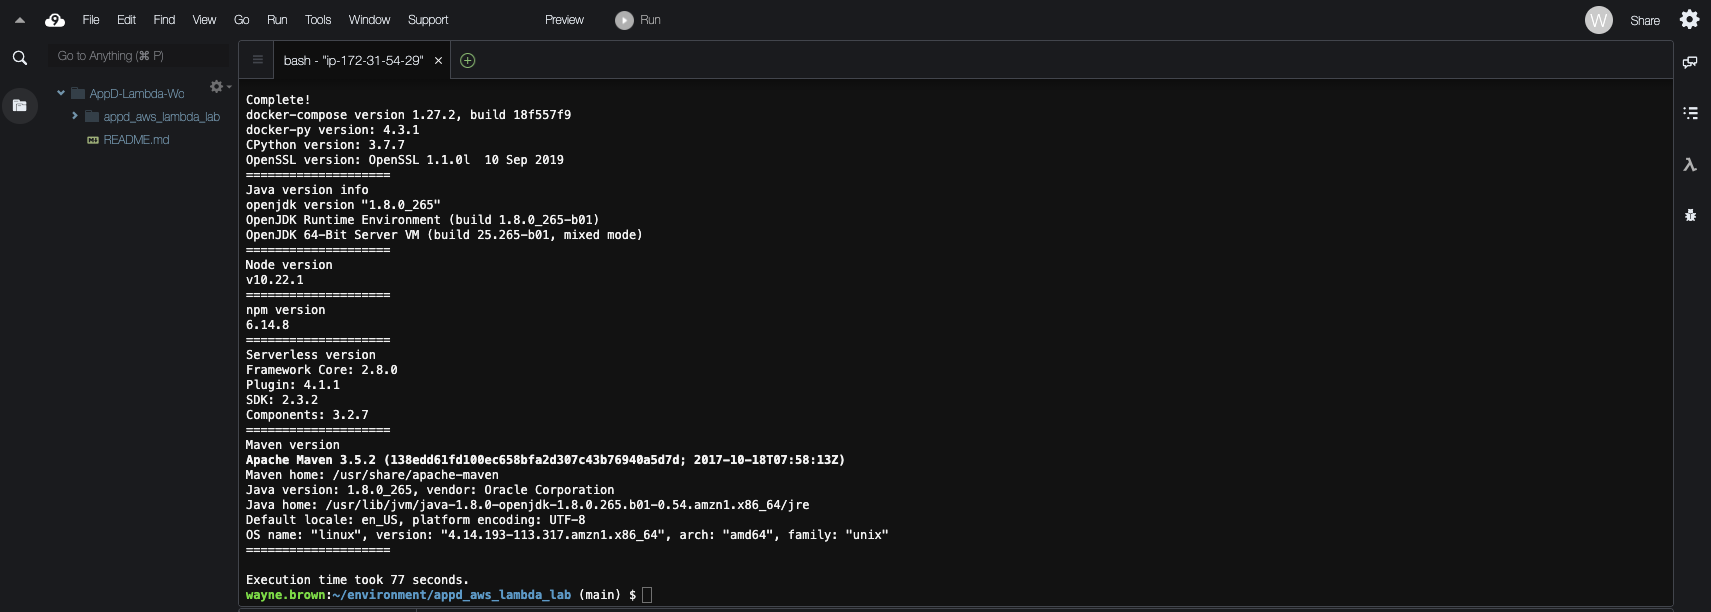 File Edit Find View Go Run Tools Window Support Preview Run W Share
Go to Anything (⌘ P)
bash - "ip-172-31-54-29" ×
AppD-Lambda-Wo
appd_aws_lambda_lab
README.md
Complete!
docker-compose version 1.27.2, build 18f557f9
docker-py version: 4.3.1
CPython version: 3.7.7
OpenSSL version: OpenSSL 1.1.0l  10 Sep 2019
====================
Java version info
openjdk version "1.8.0_265"
OpenJDK Runtime Environment (build 1.8.0_265-b01)
OpenJDK 64-Bit Server VM (build 25.265-b01, mixed mode)
====================
Node version
v10.22.1
====================
npm version
6.14.8
====================
Serverless version
Framework Core: 2.8.0
Plugin: 4.1.1
SDK: 2.3.2
Components: 3.2.7
====================
Maven version
Apache Maven 3.5.2 (138edd61fd100ec658bfa2d307c43b76940a5d7d; 2017-10-18T07:58:13Z)
Maven home: /usr/share/apache-maven
Java version: 1.8.0_265, vendor: Oracle Corporation
Java home: /usr/lib/jvm/java-1.8.0-openjdk-1.8.0.265.b01-0.54.amzn1.x86_64/jre
Default locale: en_US, platform encoding: UTF-8
OS name: "linux", version: "4.14.193-113.317.amzn1.x86_64", arch: "amd64", family: "unix"
====================
Execution time took 77 seconds.
wayne.brown:~/environment/appd_aws_lambda_lab (main) $